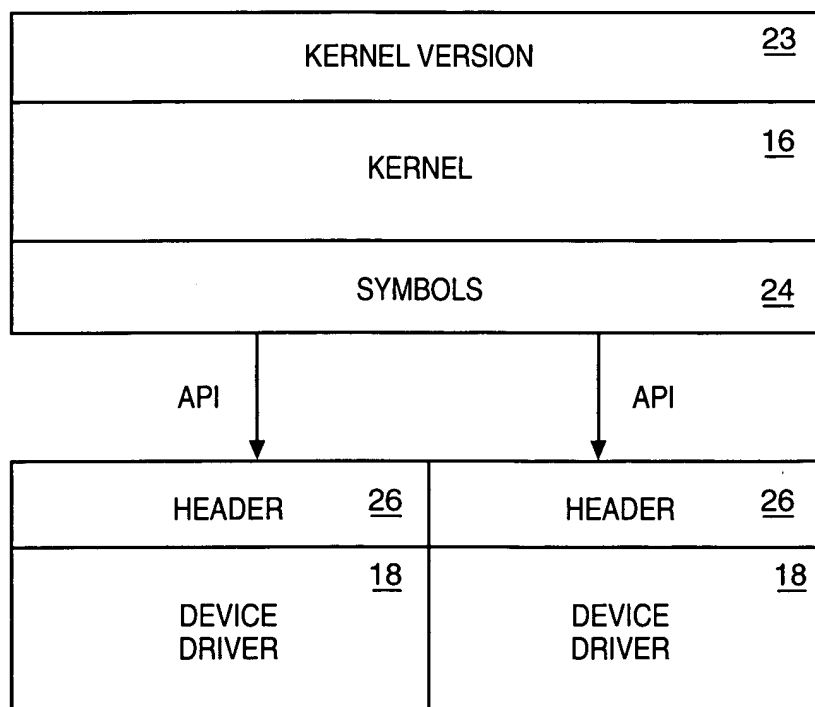 23
KERNEL VERSION
16
KERNEL
SYMBOLS 24
API API
HEADER 26 HEADER 26
18 18
DEVICE DEVICE
DRIVER DRIVER